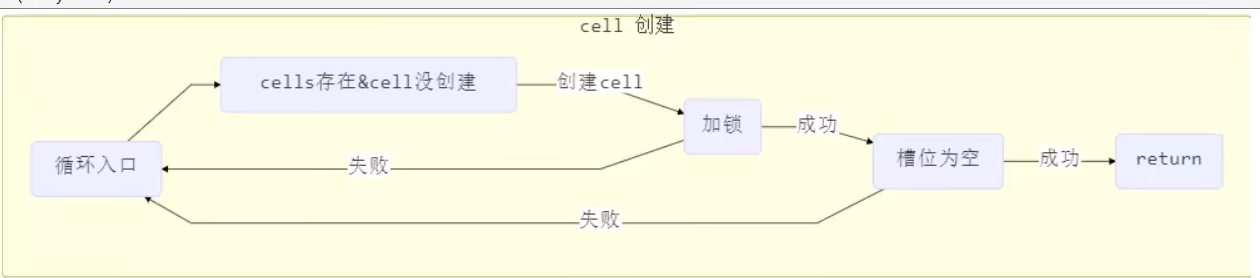 cell 创建
cells存在&cell没创建
创建cell
加锁
成功
循环入口
失败
槽位为空
成功
return
失败